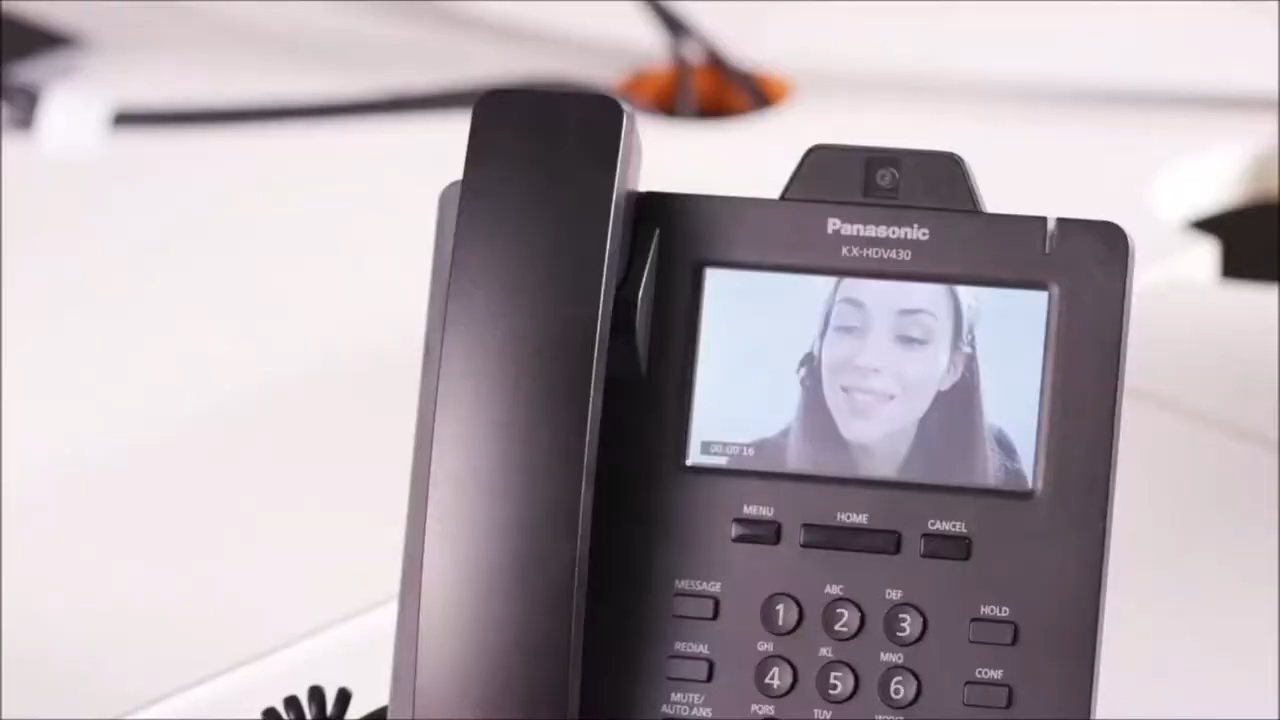 Panasonic
KX-HDV430
00:00:16
MENU HOME CANCEL
MESSAGE
ABC DEF
1 2 3
HOLD
REDIAL
GHI JKL MNO
4 5 6
CONF
MUTE/
AUTO ANS
PQRS TUV